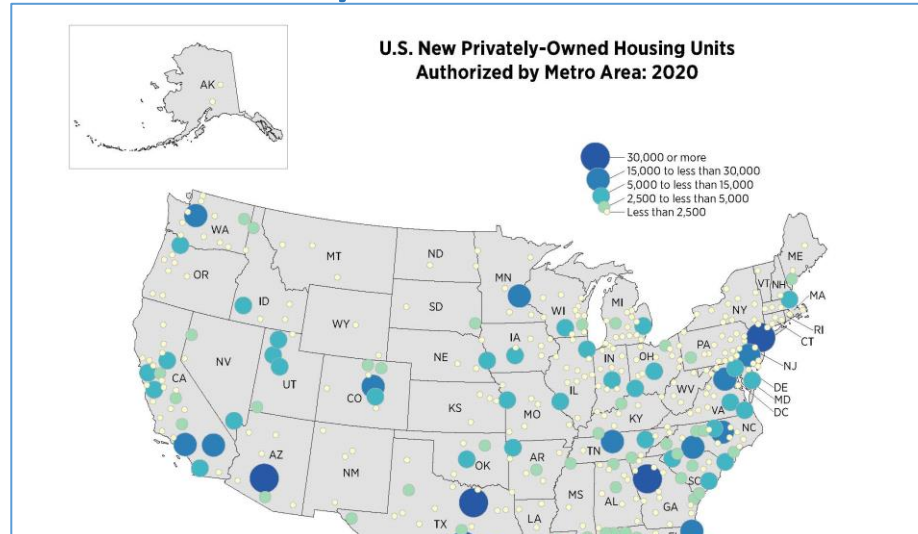 U.S. New Privately-Owned Housing Units
Authorized by Metro Area: 2020
AK
30,000 or more
15,000 to less than 30,000
5,000 to less than 15,000
2,500 to less than 5,000
Less than 2,500
WA
MT
ND
MN
ME
VT
NH
OR
ID
SD
WI
MI
NY
MA
WY
RI
CT
IA
PA
NV
NE
IN
OH
NJ
UT
IL
CA
CO
WV
DE
MD
DC
KS
MO
KY
VA
NC
TN
AZ
NM
OK
AR
SC
MS
AL
GA
TX
LA